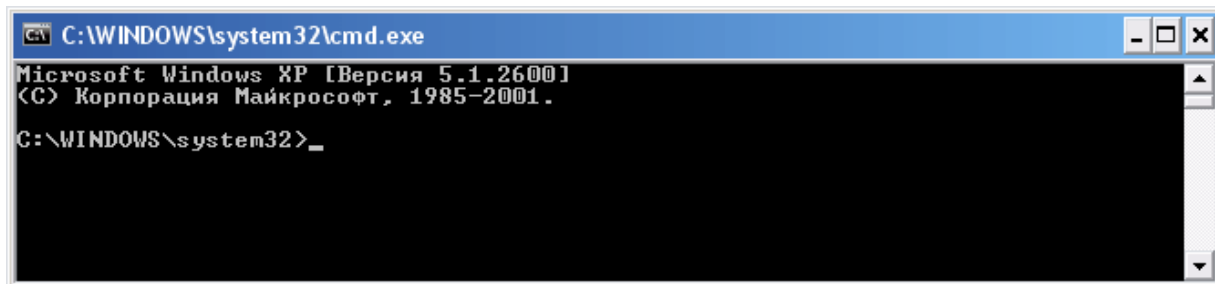 C:\WINDOWS\system32\cmd.exe
Microsoft Windows XP [Версия 5.1.2600]
(C) Корпорация Майкрософт, 1985-2001.
C:\WINDOWS\system32>_